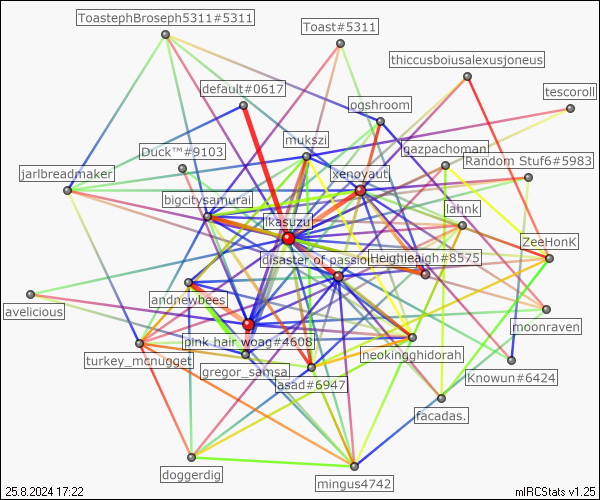 ToastephBroseph5311#5311
Toast#5311
thiccusboiusalexusjoneus
default#0617
tescoroll
ogshroom
mukszi
gazpachoman
Duck™#9103
Random Stuf6#5983
jarlbreadmaker
xenoyaut
bigcitysamurai
lahnk
jkasuzu
ZeeHonK
disaster of passion
Heighleaigh#8575
andnewbees
avelicious
moonraven
pink hair woag#4608
neokingghidorah
turkey_mcnugget
gregor_samsa
Knowun#6424
asad#6947
facadas.
doggerdig
mingus4742
25.8.2024 17:22
mIRCStats v1.25